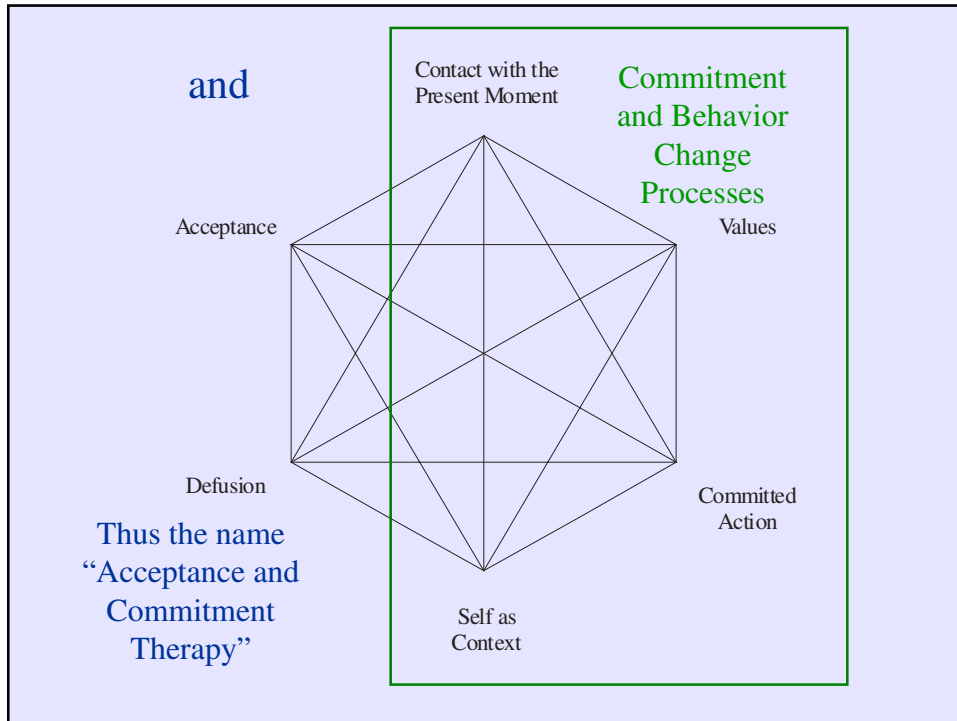 and
Contact with the
Present Moment
Commitment
and Behavior
Change
Processes
Acceptance
Values
Defusion
Committed
Action
Thus the name
“Acceptance and
Commitment
Therapy”
Self as
Context